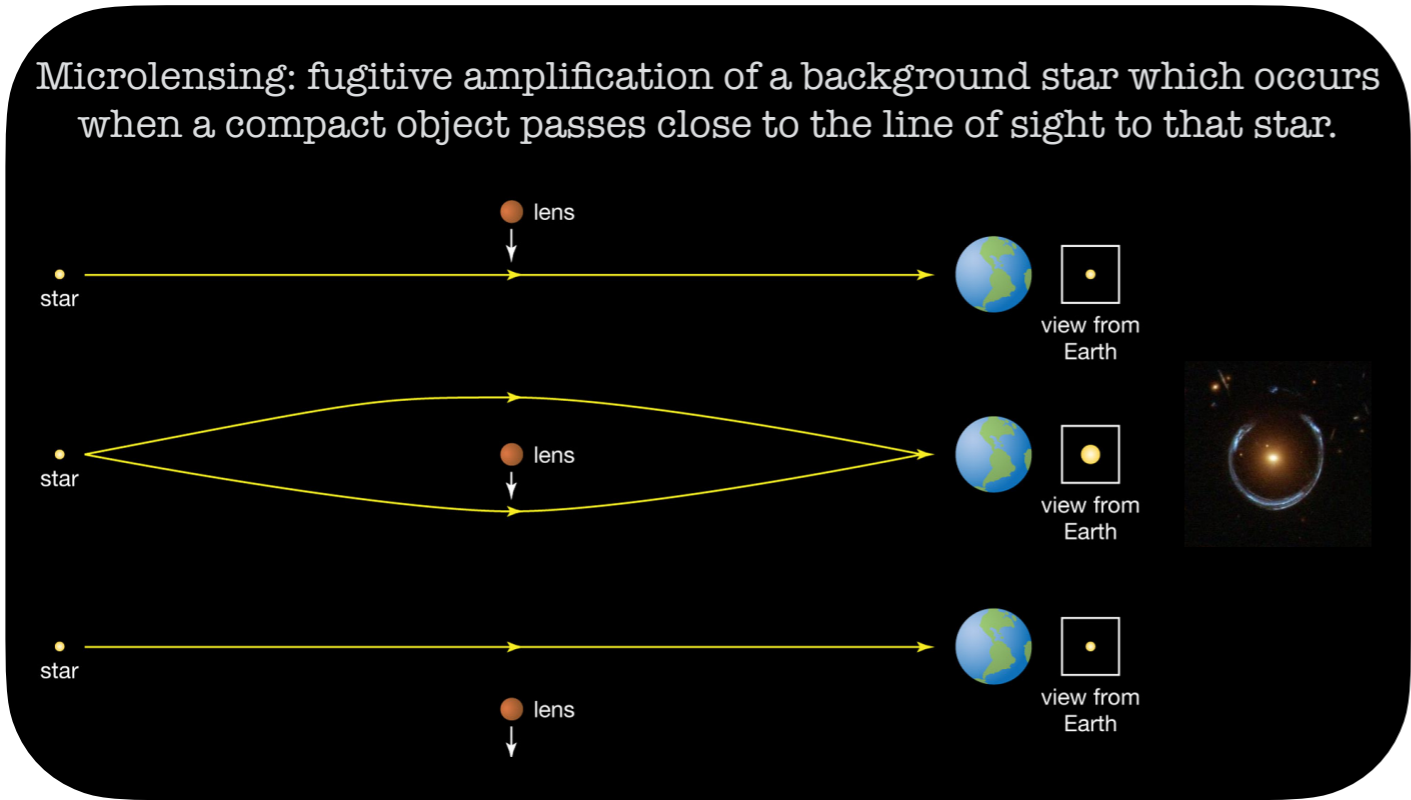 Microlensing: fugitive amplification of a background star which occurs
when a compact object passes close to the line of sight to that star.
lens
star
view from
Earth
lens
star
view from
Earth
star
view from
Earth
lens